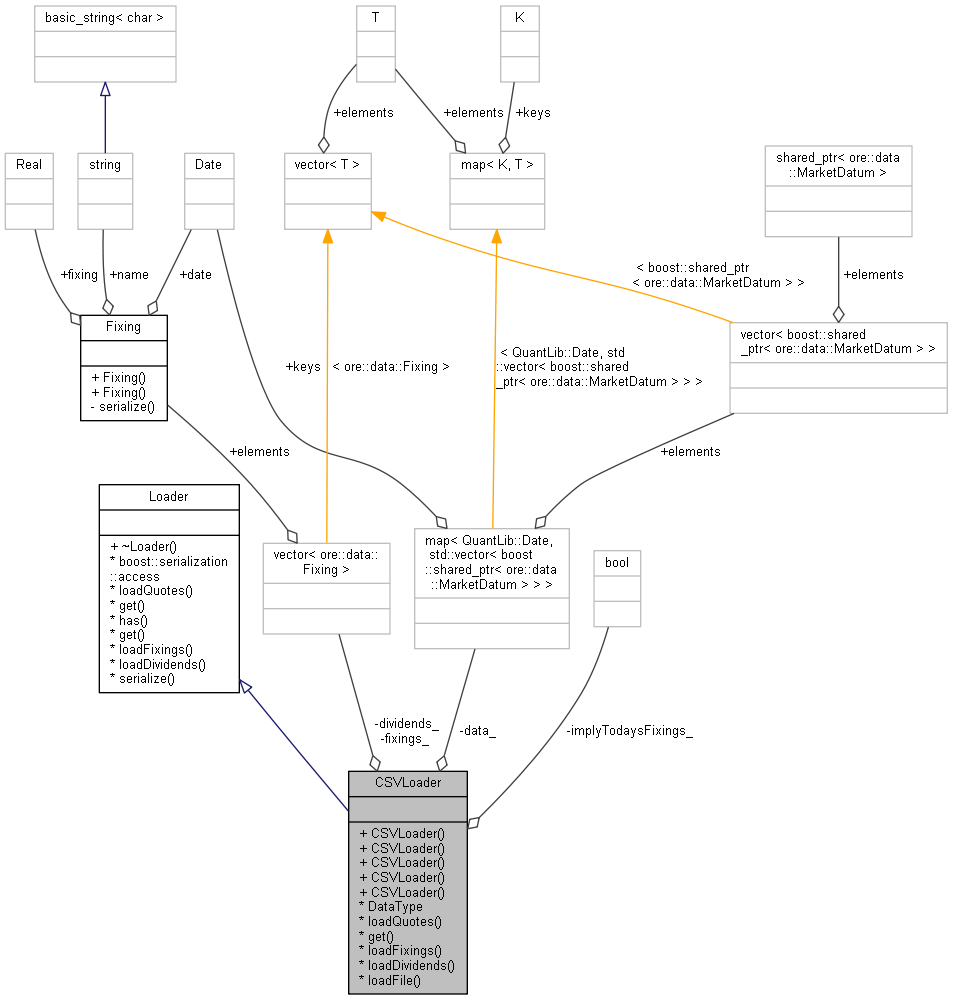 basic_string< char >
T
K
+elements
+elements
+keys
Real
string
Date
vector< T >
map< K, T >
shared_ptr< ore::data
::MarketDatum >
+fixing
+name
+date
< boost::shared_ptr
< ore::data::MarketDatum > >
+elements
Fixing
+ Fixing()
+ Fixing()
- serialize()
+keys
< ore::data::Fixing >
< QuantLib::Date, std
::vector< boost::shared
_ptr< ore::data::MarketDatum > > >
vector< boost::shared
_ptr< ore::data::MarketDatum > >
+elements
+elements
Loader
+ ~Loader()
* boost::serialization
::access
* loadQuotes()
* get()
* has()
* get()
* loadFixings()
* loadDividends()
* serialize()
vector< ore::data::
Fixing >
map< QuantLib::Date,
std::vector< boost
::shared_ptr< ore::data
::MarketDatum > > >
bool
-dividends_
-fixings_
-data_
-implyTodaysFixings_
CSVLoader
+ CSVLoader()
+ CSVLoader()
+ CSVLoader()
+ CSVLoader()
+ CSVLoader()
* DataType
* loadQuotes()
* get()
* loadFixings()
* loadDividends()
* loadFile()